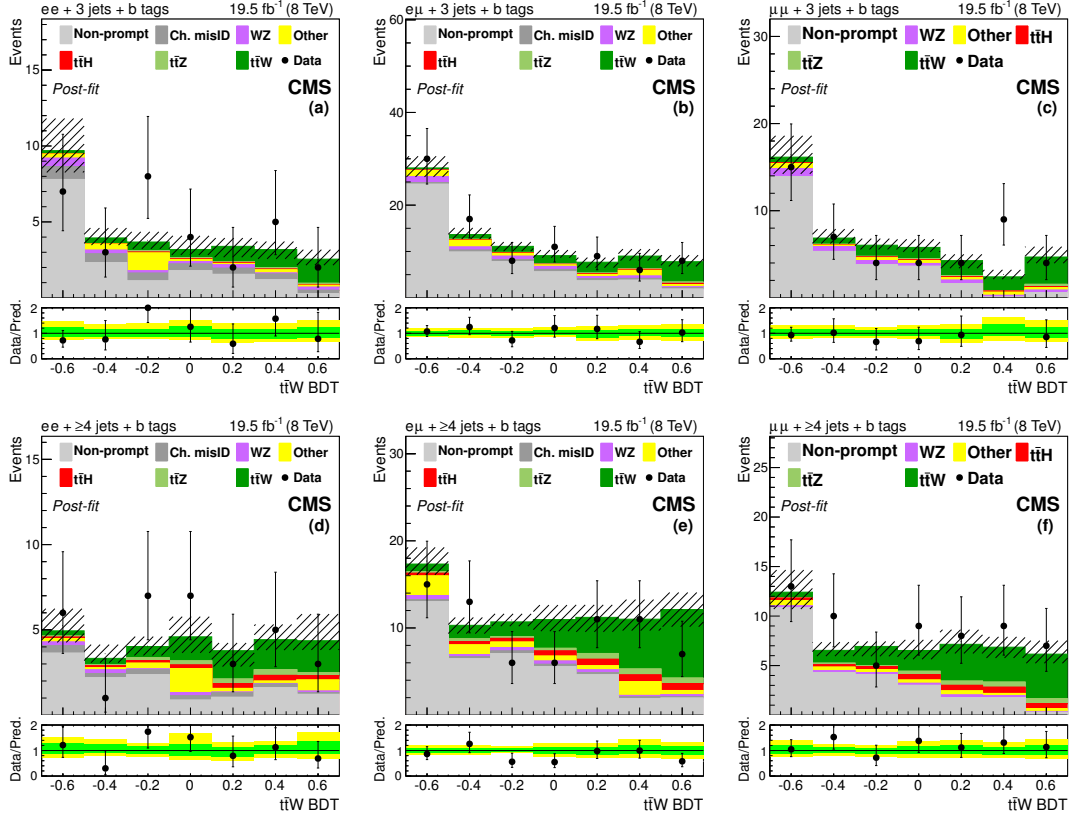 ee + 3 jets + b tags 19.5 fb⁻¹ (8 TeV)
Events
Non-prompt Ch. misID WZ Other
tt̄H tt̄Z tt̄W Data
Post-fit CMS
(a)
15
10
5
Data/Pred.
2
1
0
-0.6 -0.4 -0.2 0 0.2 0.4 0.6
tt̄W BDT
eμ + 3 jets + b tags 19.5 fb⁻¹ (8 TeV)
Events
60
Non-prompt Ch. misID WZ Other
tt̄H tt̄Z tt̄W Data
Post-fit CMS
(b)
40
20
Data/Pred.
2
1
0
-0.6 -0.4 -0.2 0 0.2 0.4 0.6
tt̄W BDT
μμ + 3 jets + b tags 19.5 fb⁻¹ (8 TeV)
Events
Non-prompt WZ Other tt̄H
tt̄Z tt̄W Data
Post-fit CMS
(c)
30
20
10
Data/Pred.
2
1
0
-0.6 -0.4 -0.2 0 0.2 0.4 0.6
tt̄W BDT
ee + ≥4 jets + b tags 19.5 fb⁻¹ (8 TeV)
Events
Non-prompt Ch. misID WZ Other
tt̄H tt̄Z tt̄W Data
Post-fit CMS
(d)
15
10
5
Data/Pred.
2
1
0
-0.6 -0.4 -0.2 0 0.2 0.4 0.6
tt̄W BDT
eμ + ≥4 jets + b tags 19.5 fb⁻¹ (8 TeV)
Events
30
Non-prompt Ch. misID WZ Other
tt̄H tt̄Z tt̄W Data
Post-fit CMS
(e)
20
10
Data/Pred.
2
1
0
-0.6 -0.4 -0.2 0 0.2 0.4 0.6
tt̄W BDT
μμ + ≥4 jets + b tags 19.5 fb⁻¹ (8 TeV)
Events
Non-prompt WZ Other tt̄H
tt̄Z tt̄W Data
Post-fit CMS
(f)
25
20
15
10
5
Data/Pred.
2
1
0
-0.6 -0.4 -0.2 0 0.2 0.4 0.6
tt̄W BDT